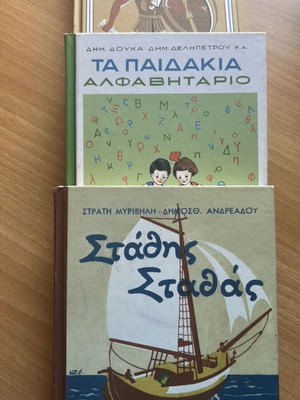 ΔΗΜ. ΔΟΥΚΑ ΔΗΜ. ΔΕΛΗΠΕΤΡΟΥ κ.ἄ.
ΤΑ ΠΑΙΔΑΚΙΑ
ΑΛΦΑΒΗΤΑΡΙΟ
ΣΤΡΑΤΗ ΜΥΡΙΒΗΛΗ - ΔΗΜΟΣΘ. ΑΝΔΡΕΑΔΟΥ
Στάθης
Σταθάς